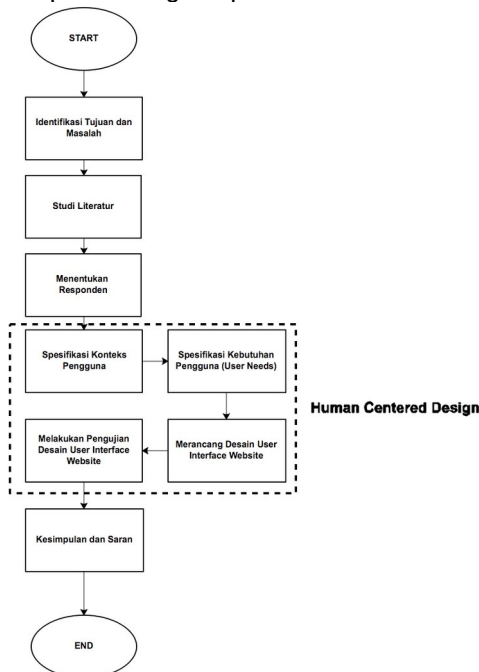 START
Identifikasi Tujuan dan
Masalah
Studi Literatur
Menentukan
Responden
Spesifikasi Konteks
Pengguna
Spesifikasi Kebutuhan
Pengguna (User Needs)
Human Centered Design
Melakukan Pengujian
Desain User Interface
Website
Merancang Desain User
Interface Website
Kesimpulan dan Saran
END